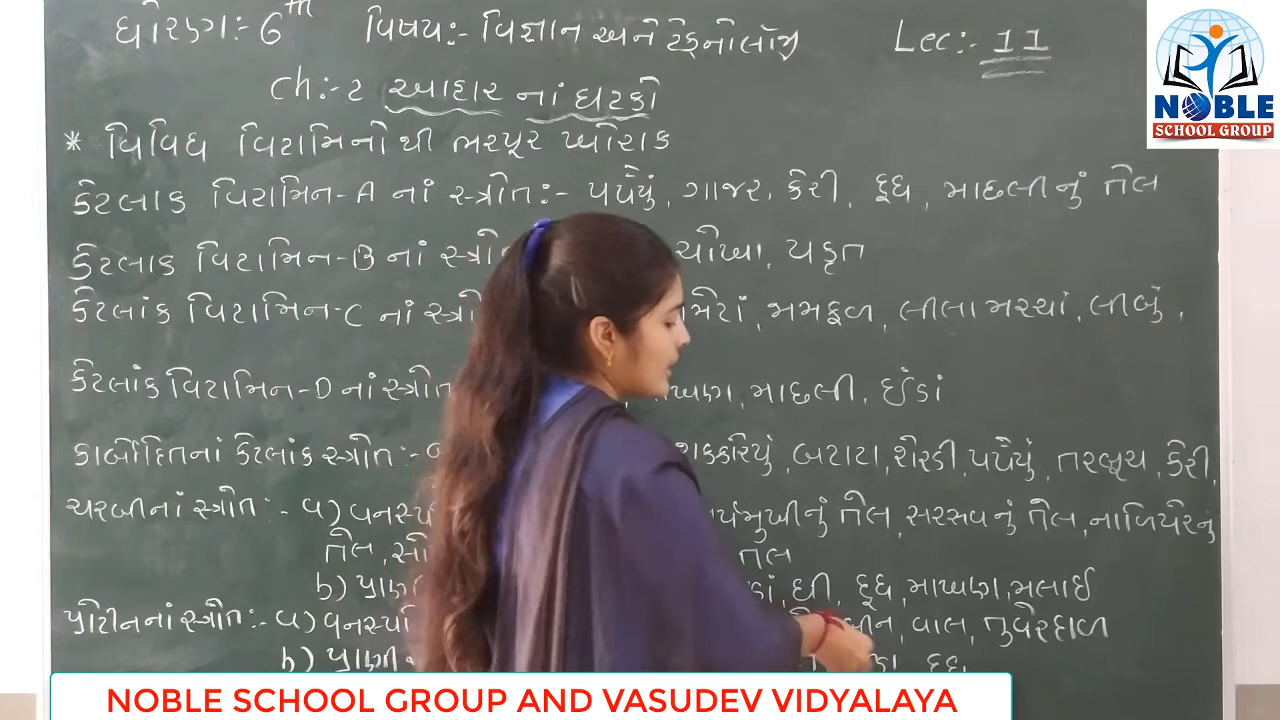 ધોરણ:- 6th વિષય:- વિજ્ઞાન અને ટેકનોલૉજી Lec:- 11
NOBLE
SCHOOL GROUP
Ch:- 2 આહાર નાં ઘટકો
* વિવિધ વિટામિનોથી ભરપૂર ખોરાક
કેટલાક વિટામિન-A નાં સ્ત્રોત:- પપૈયું, ગાજર, કેરી, દૂધ, માછલીનું તેલ
કેટલાક વિટામિન-B નાં સ્ત્રોત ચોખા, યકૃત
કેટલાંક વિટામિન-C નાં સ્ત્રો મેટાં, જામફળ, લીલા મરચાં, લીંબું,
કેટલાંક વિટામિન-D નાં સ્ત્રોત માછલી, ઈંડાં
કાર્બોદિતનાં કેટલાંક સ્ત્રોત:- શક્કરિયું, બટાટા, શેરડી, પપૈયું, તરબૂચ, કેરી,
ચરબીનાં સ્ત્રોત:- a) વનસ્પ ર્યમુખીનું તેલ, સરસવનું તેલ, નાળિયેરનું
તેલ, સો તેલ
b) પ્રાણી ઘી, દૂધ, માખણ, મલાઈ
પ્રોટીનનાં સ્ત્રોત:- a) વનસ્પ બીન, વાલ, તુવેરદાળ
b) પ્રાણી
NOBLE SCHOOL GROUP AND VASUDEV VIDYALAYA